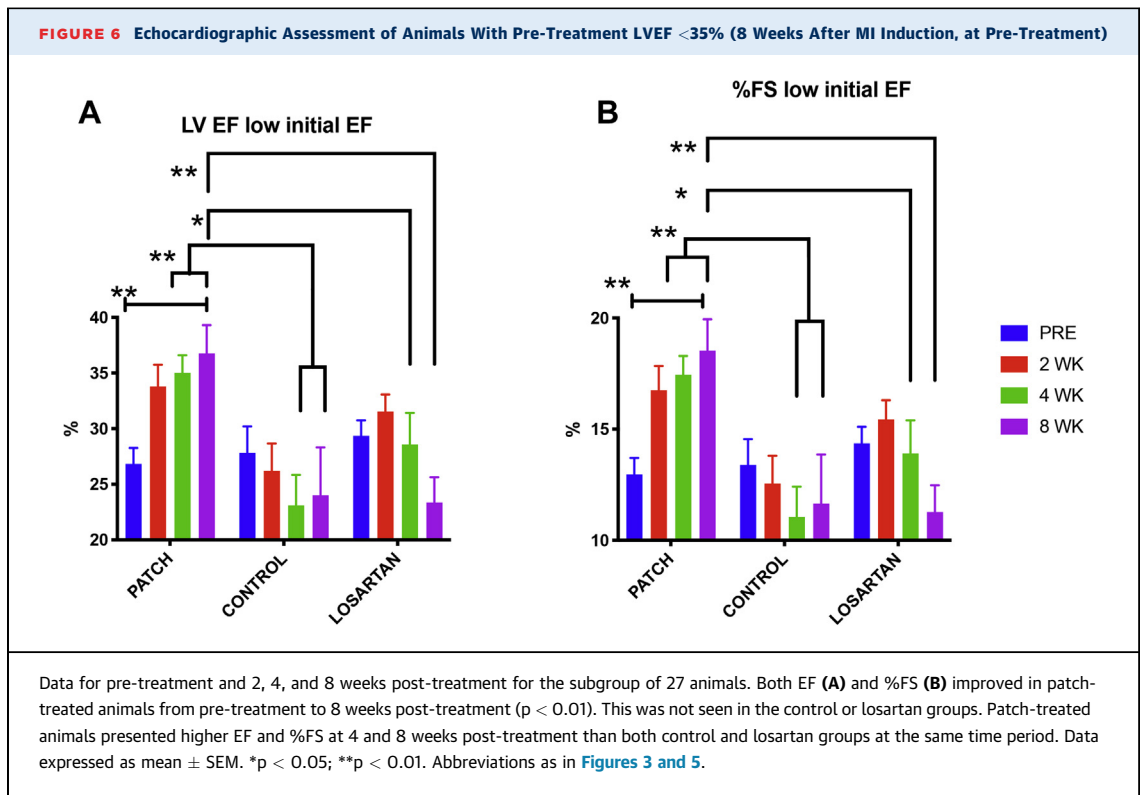 FIGURE 6 Echocardiographic Assessment of Animals With Pre-Treatment LVEF <35% (8 Weeks After MI Induction, at Pre-Treatment)
A
LV EF low initial EF
**
*
**
**
40
35
30
25
20
%
PATCH
CONTROL
LOSARTAN
B
%FS low initial EF
**
*
**
**
20
15
10
%
PATCH
CONTROL
LOSARTAN
PRE
2 WK
4 WK
8 WK
Data for pre-treatment and 2, 4, and 8 weeks post-treatment for the subgroup of 27 animals. Both EF (A) and %FS (B) improved in patch-
treated animals from pre-treatment to 8 weeks post-treatment (p < 0.01). This was not seen in the control or losartan groups. Patch-treated
animals presented higher EF and %FS at 4 and 8 weeks post-treatment than both control and losartan groups at the same time period. Data
expressed as mean ± SEM. *p < 0.05; **p < 0.01. Abbreviations as in Figures 3 and 5.